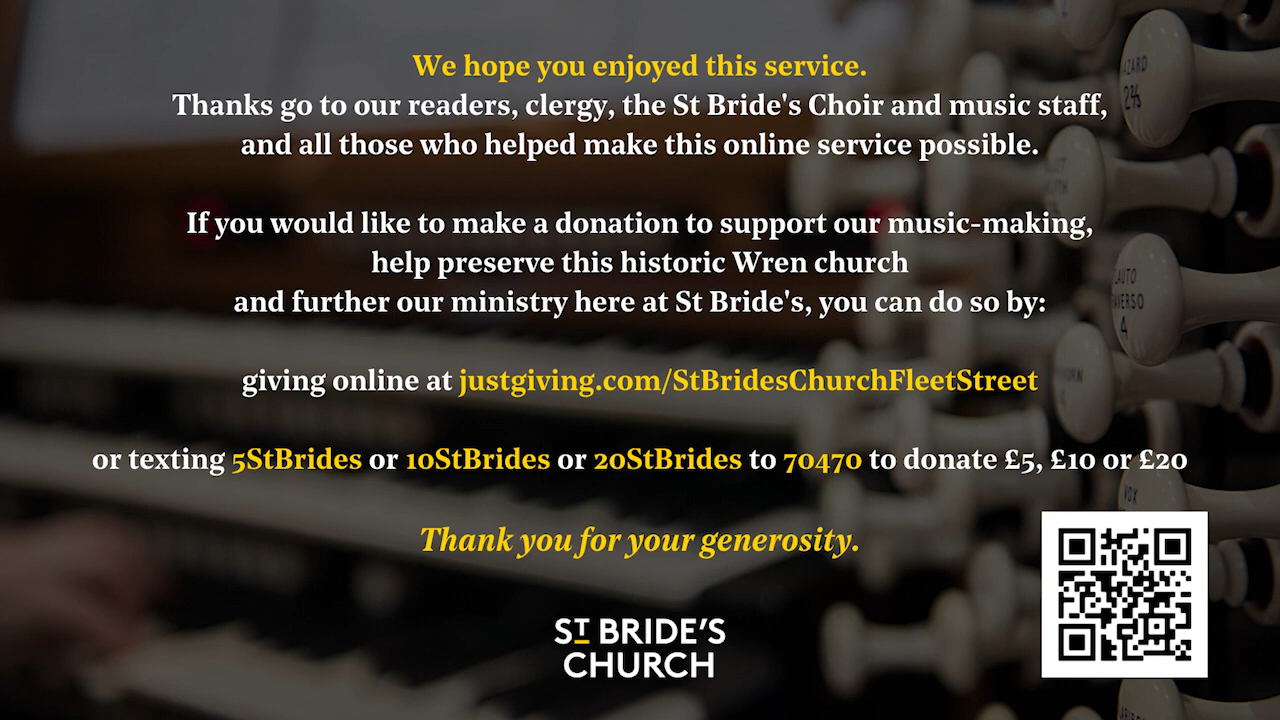 We hope you enjoyed this service.
Thanks go to our readers, clergy, the St Bride's Choir and music staff,
and all those who helped make this online service possible.
If you would like to make a donation to support our music-making,
help preserve this historic Wren church
and further our ministry here at St Bride's, you can do so by:
giving online at justgiving.com/StBridesChurchFleetStreet
or texting 5StBrides or 10StBrides or 20StBrides to 70470 to donate £5, £10 or £20
Thank you for your generosity.
ST BRIDE'S
CHURCH
4
VOX